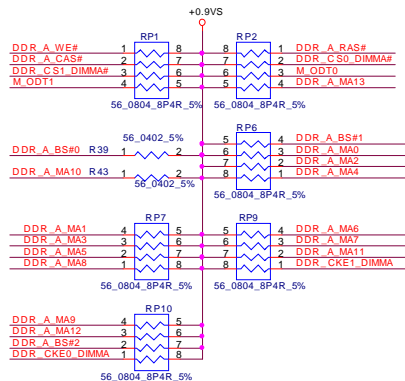 +0.9VS
RP1 RP2
DDR_A_WE# 1 8 8 1 DDR_A_RAS#
DDR_A_CAS# 2 7 7 2 DDR_CS0_DIMMA#
DDR_CS1_DIMMA# 3 6 6 3 M_ODT0
M_ODT1 4 5 5 4 DDR_A_MA13
56_0804_8P4R_5% 56_0804_8P4R_5%
RP6
56_0402_5% 5 4 DDR_A_BS#1
DDR_A_BS#0 R39 1 2 6 3 DDR_A_MA0
7 2 DDR_A_MA2
DDR_A_MA10 R43 1 2 8 1 DDR_A_MA4
56_0402_5% 56_0804_8P4R_5%
RP7 RP9
DDR_A_MA1 4 5 5 4 DDR_A_MA6
DDR_A_MA3 3 6 6 3 DDR_A_MA7
DDR_A_MA5 2 7 7 2 DDR_A_MA11
DDR_A_MA8 1 8 8 1 DDR_CKE1_DIMMA
56_0804_8P4R_5% 56_0804_8P4R_5%
RP10
DDR_A_MA9 4 5
DDR_A_MA12 3 6
DDR_A_BS#2 2 7
DDR_CKE0_DIMMA 1 8
56_0804_8P4R_5%